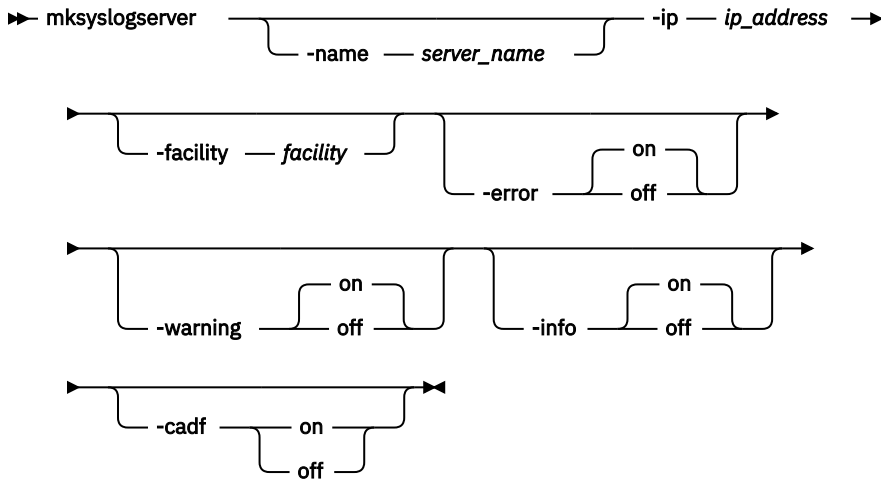 mksyslogserver -ip ip_address
-name server_name
-facility facility
on
-error off
on on
-warning off -info off
-cadf on
off